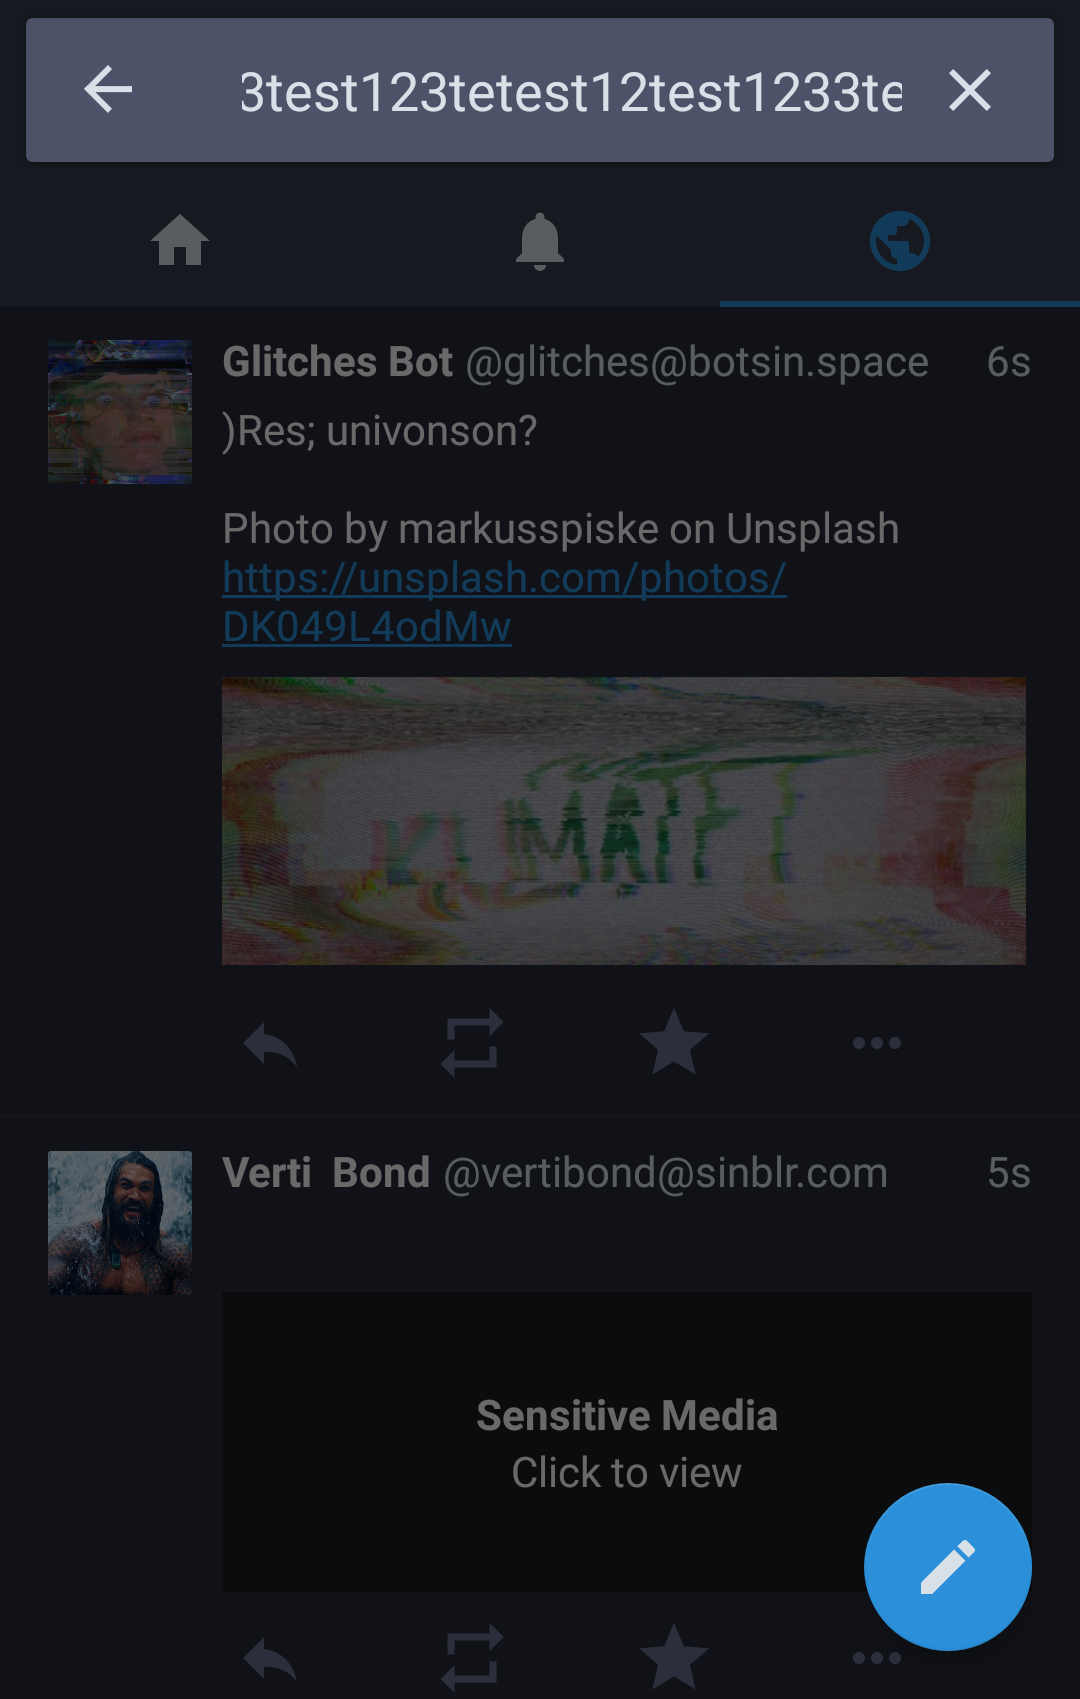 3test123tetest12test1233te
Glitches Bot @glitches@botsin.space 6s
)Res; univonson?
Photo by markusspiske on Unsplash
https://unsplash.com/photos/
DK049L4odMw
Verti Bond @vertibond@sinblr.com 5s
Sensitive Media
Click to view